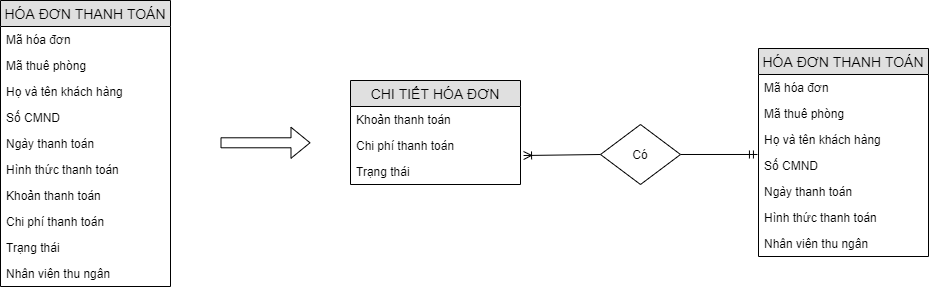 HÓA ĐƠN THANH TOÁN
Mã hóa đơn
Mã thuê phòng
Họ và tên khách hàng
Số CMND
Ngày thanh toán
Hình thức thanh toán
Khoản thanh toán
Chi phí thanh toán
Trạng thái
Nhân viên thu ngân
CHI TIẾT HÓA ĐƠN
Khoản thanh toán
Chi phí thanh toán
Trạng thái
Có
HÓA ĐƠN THANH TOÁN
Mã hóa đơn
Mã thuê phòng
Họ và tên khách hàng
Số CMND
Ngày thanh toán
Hình thức thanh toán
Nhân viên thu ngân